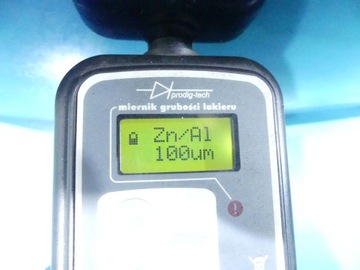 prodig-tech
miernik grubości lakieru
Zn/Al
100um